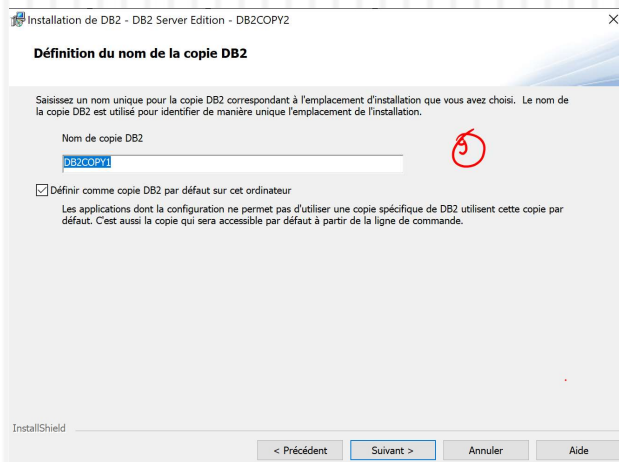 Installation de DB2 - DB2 Server Edition - DB2COPY2
Définition du nom de la copie DB2
Saisissez un nom unique pour la copie DB2 correspondant à l'emplacement d'installation que vous avez choisi. Le nom de
la copie DB2 est utilisé pour identifier de manière unique l'emplacement de l'installation.
Nom de copie DB2
DB2COPY1
Définir comme copie DB2 par défaut sur cet ordinateur
Les applications dont la configuration ne permet pas d'utiliser une copie spécifique de DB2 utilisent cette copie par
défaut. C'est aussi la copie qui sera accessible par défaut à partir de la ligne de commande.
InstallShield
< Précédent Suivant > Annuler Aide